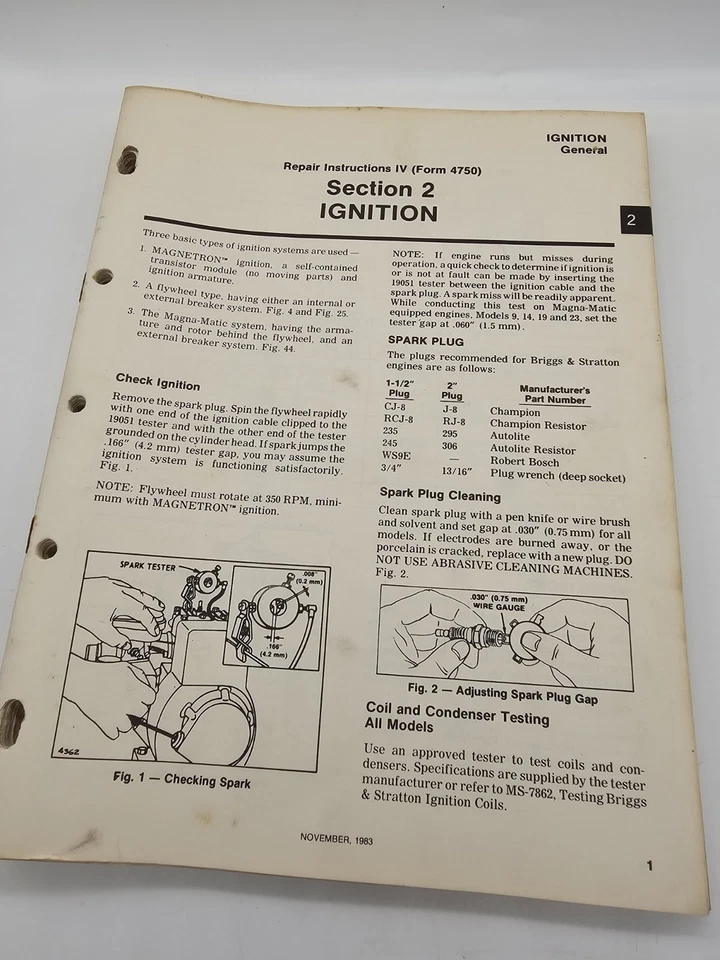 IGNITION
General
Repair Instructions IV (Form 4750)
Section 2
IGNITION
2
Three basic types of ignition systems are used —
1. MAGNETRON™ ignition, a self-contained
transistor module (no moving parts) and
ignition armature.
2. A flywheel type, having either an internal or
external breaker system. Fig. 4 and Fig. 25.
3. The Magna-Matic system, having the arma-
ture and rotor behind the flywheel, and an
external breaker system. Fig. 44.
Check Ignition
Remove the spark plug. Spin the flywheel rapidly
with one end of the ignition cable clipped to the
19051 tester and with the other end of the tester
grounded on the cylinder head. If spark jumps the
.166" (4.2 mm) tester gap, you may assume the
ignition system is functioning satisfactorily.
Fig. 1.
NOTE: Flywheel must rotate at 350 RPM, mini-
mum with MAGNETRON™ ignition.
SPARK TESTER
.008"
(0.2 mm)
.166"
(4.2 mm)
4362
Fig. 1 — Checking Spark
NOTE: If engine runs but misses during
operation, a quick check to determine if ignition is
or is not at fault can be made by inserting the
19051 tester between the ignition cable and the
spark plug. A spark miss will be readily apparent.
While conducting this test on Magna-Matic
equipped engines, Models 9, 14, 19 and 23, set the
tester gap at .060" (1.5 mm).
SPARK PLUG
The plugs recommended for Briggs & Stratton
engines are as follows:
1-1/2" 2" Manufacturer's
Plug Plug Part Number
CJ-8 J-8 Champion
RCJ-8 RJ-8 Champion Resistor
235 295 Autolite
245 306 Autolite Resistor
WS9E — Robert Bosch
3/4" 13/16" Plug wrench (deep socket)
Spark Plug Cleaning
Clean spark plug with a pen knife or wire brush
and solvent and set gap at .030" (0.75 mm) for all
models. If electrodes are burned away, or the
porcelain is cracked, replace with a new plug. DO
NOT USE ABRASIVE CLEANING MACHINES.
Fig. 2.
.030" (0.75 mm)
WIRE GAUGE
Fig. 2 — Adjusting Spark Plug Gap
Coil and Condenser Testing
All Models
Use an approved tester to test coils and con-
densers. Specifications are supplied by the tester
manufacturer or refer to MS-7862, Testing Briggs
& Stratton Ignition Coils.
NOVEMBER, 1983
1